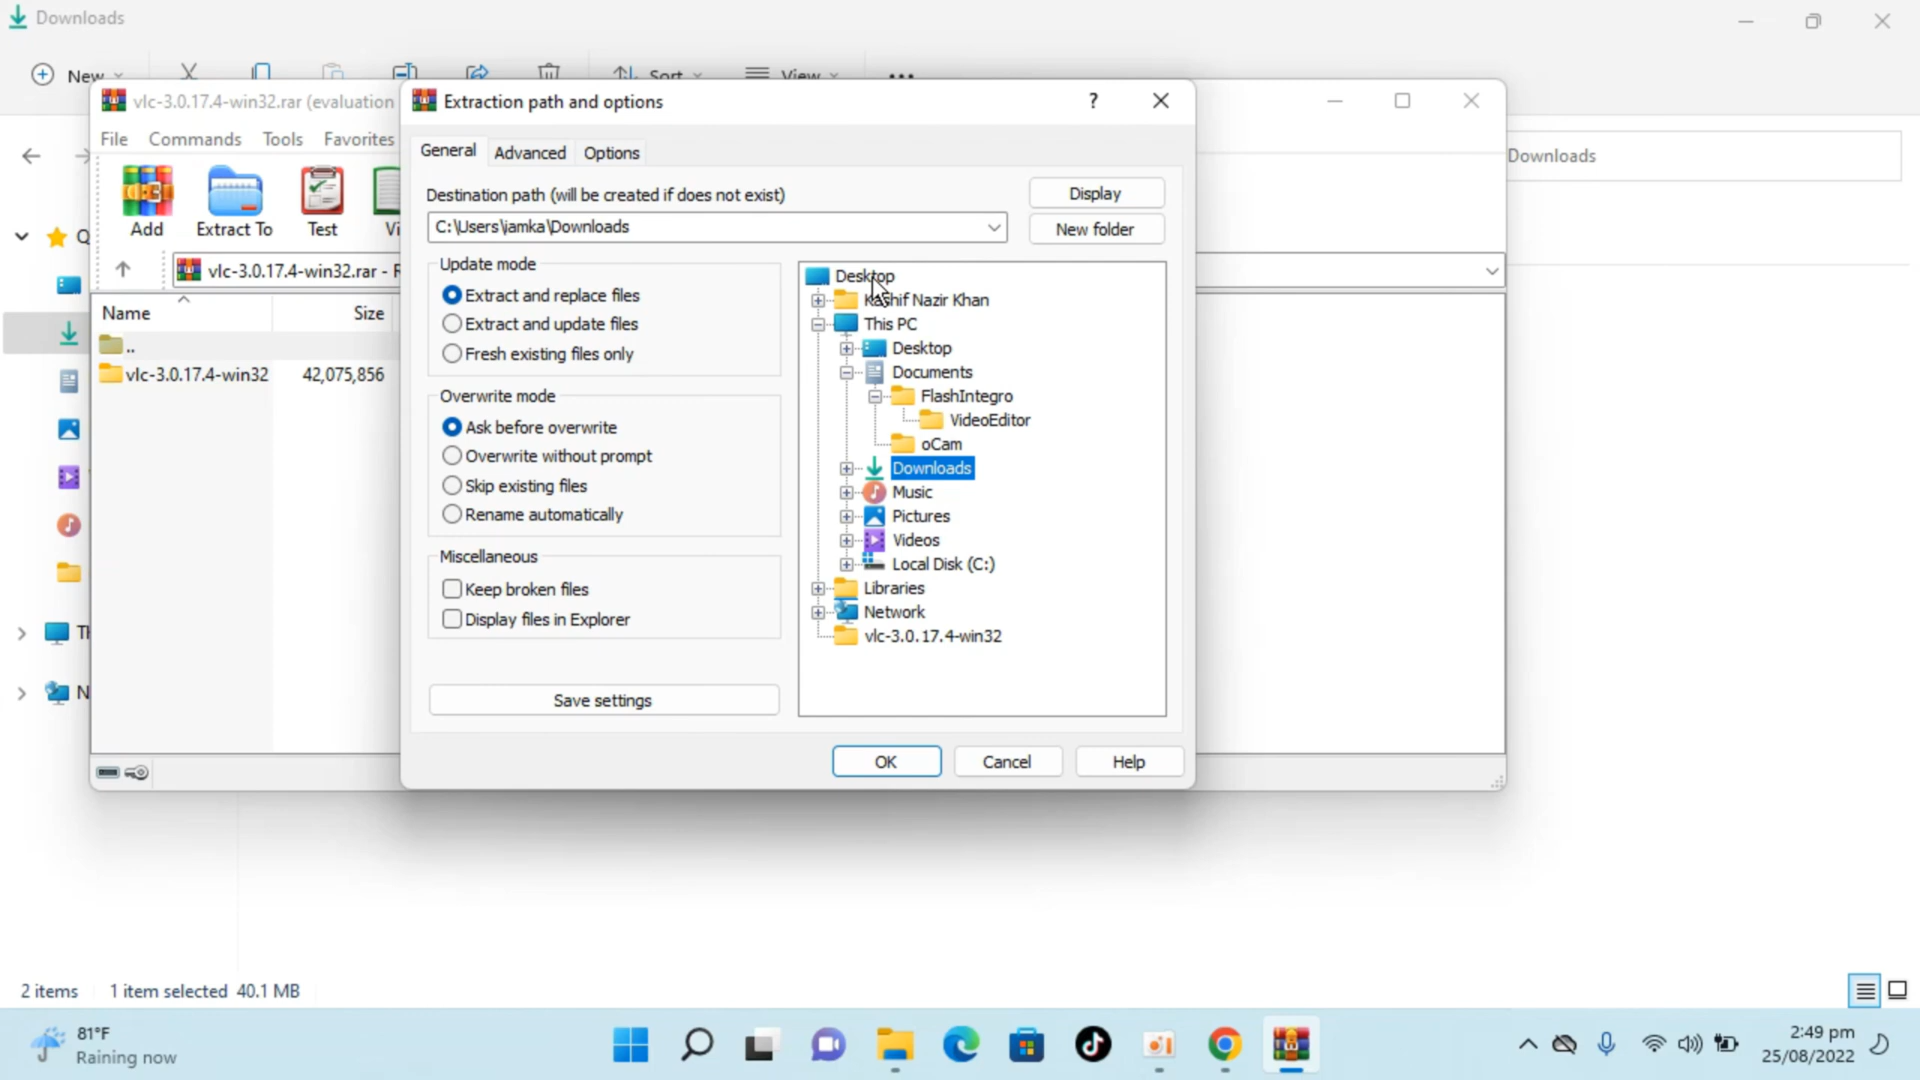 Downloads
New
Sort
View
vlc-3.0.17.4-win32.rar (evaluation
Extraction path and options
?
File Commands Tools Favorites
General Advanced Options
Downloads
Destination path (will be created if does not exist)
Display
C:\Users\iamka\Downloads
New folder
Add Extract To Test Vi
Q
vlc-3.0.17.4-win32.rar - R
Update mode
Extract and replace files
Extract and update files
Fresh existing files only
Name Size
..
vlc-3.0.17.4-win32 42,075,856
Overwrite mode
Ask before overwrite
Overwrite without prompt
Skip existing files
Rename automatically
Miscellaneous
Keep broken files
Display files in Explorer
Save settings
Desktop
Kashif Nazir Khan
This PC
Desktop
Documents
FlashIntegro
VideoEditor
oCam
Downloads
Music
Pictures
Videos
Local Disk (C:)
Libraries
Network
vlc-3.0.17.4-win32
Th
N
OK Cancel Help
2 items 1 item selected 40.1 MB
81°F
Raining now
2:49 pm
25/08/2022